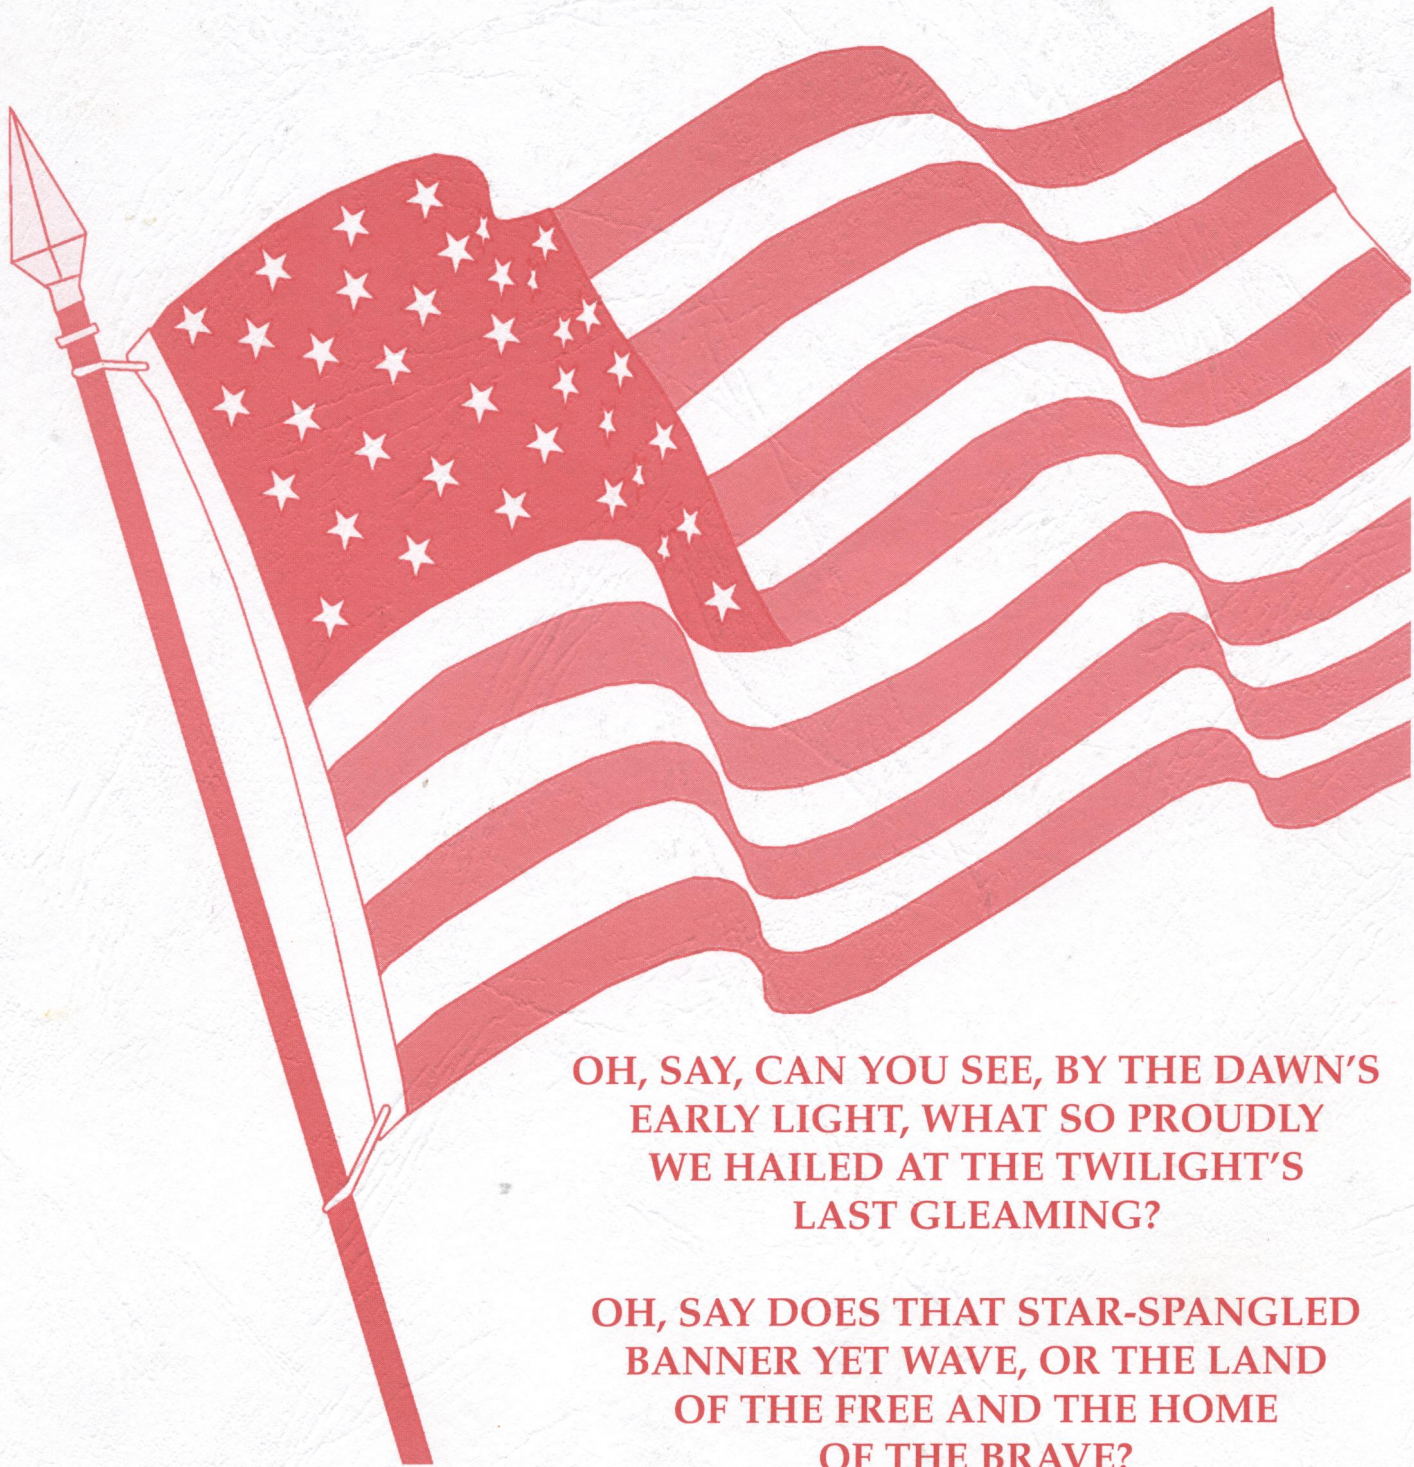 OH, SAY, CAN YOU SEE, BY THE DAWN'S
EARLY LIGHT, WHAT SO PROUDLY
WE HAILED AT THE TWILIGHT'S
LAST GLEAMING?
OH, SAY DOES THAT STAR-SPANGLED
BANNER YET WAVE, OR THE LAND
OF THE FREE AND THE HOME
OF THE BRAVE?